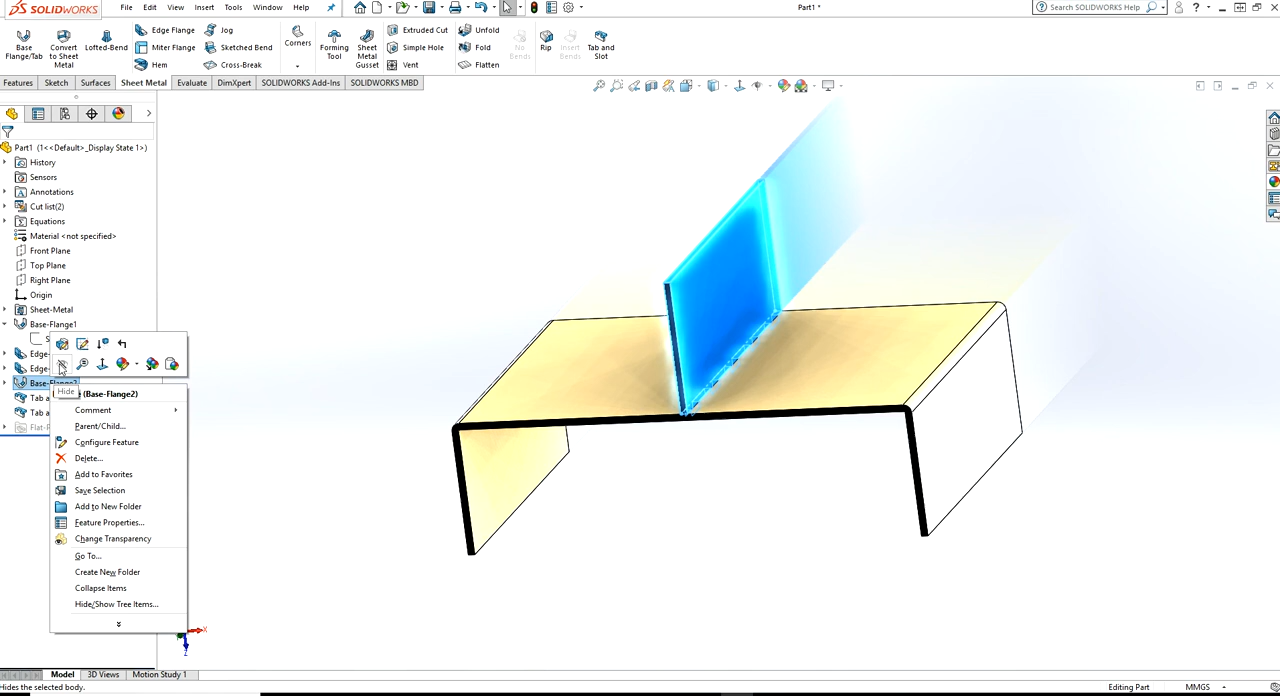 SOLIDWORKS File Edit View Insert Tools Window Help Part1 * Search SOLIDWORKS Help
Base Flange/Tab
Convert to Sheet Metal
Lofted-Bend
Edge Flange
Miter Flange
Hem
Jog
Sketched Bend
Cross-Break
Corners
Forming Tool
Sheet Metal Gusset
Extruded Cut
Simple Hole
Vent
Unfold
Fold
Flatten
No Bends
Rip
Insert Bends
Tab and Slot
Features Sketch Surfaces Sheet Metal Evaluate DimXpert SOLIDWORKS Add-Ins SOLIDWORKS MBD
Part1 (1<<Default>_Display State 1>)
History
Sensors
Annotations
Cut list(2)
Equations
Material <not specified>
Front Plane
Top Plane
Right Plane
Origin
Sheet-Metal
Base-Flange1
S
Edge-
Edge-
Base-Flange2
Tab a
Tab a
Flat-P
Hide
(Base-Flange2)
Comment
Parent/Child...
Configure Feature
Delete...
Add to Favorites
Save Selection
Add to New Folder
Feature Properties...
Change Transparency
Go To...
Create New Folder
Collapse Items
Hide/Show Tree Items...
X
Z
Model 3D Views Motion Study 1
Hides the selected body. Editing Part MMGS